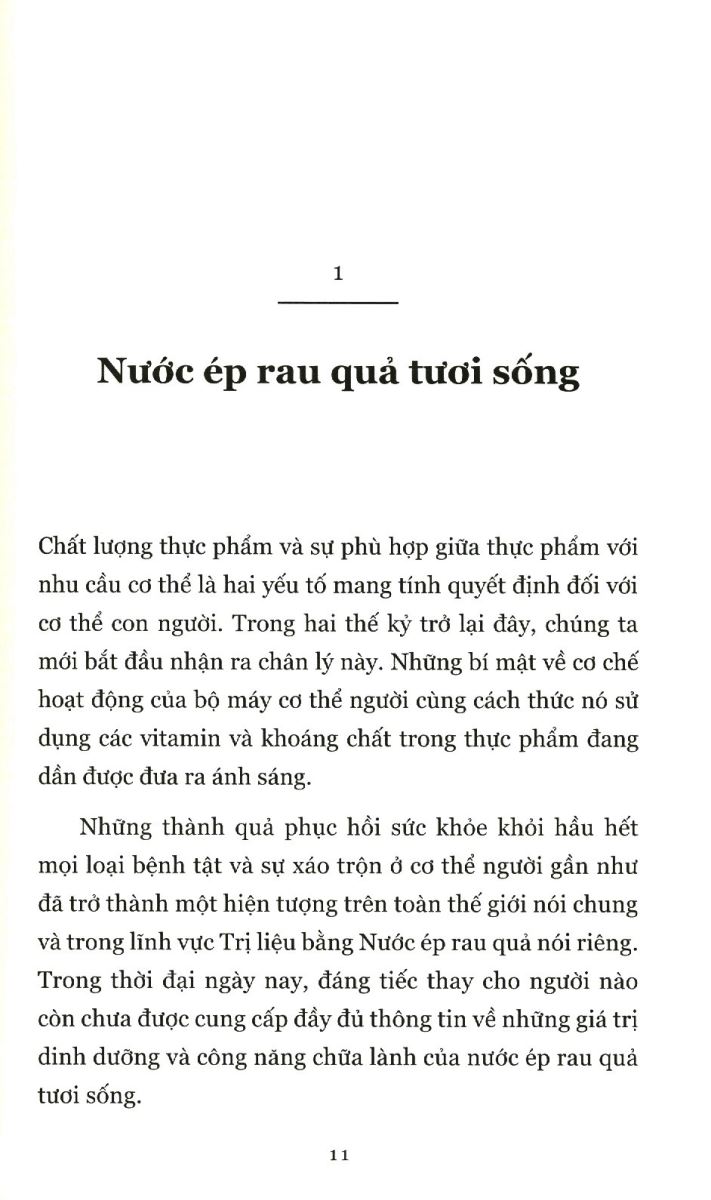 1
Nước ép rau quả tươi sống
Chất lượng thực phẩm và sự phù hợp giữa thực phẩm với
nhu cầu cơ thể là hai yếu tố mang tính quyết định đối với
cơ thể con người. Trong hai thế kỷ trở lại đây, chúng ta
mới bắt đầu nhận ra chân lý này. Những bí mật về cơ chế
hoạt động của bộ máy cơ thể người cùng cách thức nó sử
dụng các vitamin và khoáng chất trong thực phẩm đang
dần được đưa ra ánh sáng.
Những thành quả phục hồi sức khỏe khỏi hầu hết
mọi loại bệnh tật và sự xáo trộn ở cơ thể người gần như
đã trở thành một hiện tượng trên toàn thế giới nói chung
và trong lĩnh vực Trị liệu bằng Nước ép rau quả nói riêng.
Trong thời đại ngày nay, đáng tiếc thay cho người nào
còn chưa được cung cấp đầy đủ thông tin về những giá trị
dinh dưỡng và công năng chữa lành của nước ép rau quả
tươi sống.
11